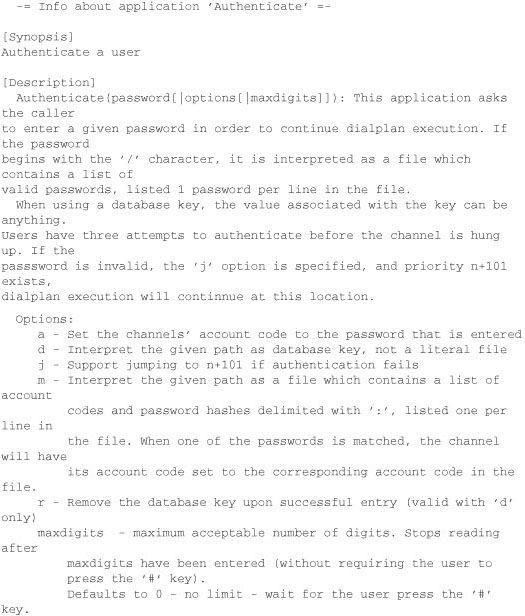 -= Info about application 'Authenticate' =-
[Synopsis]
Authenticate a user
[Description]
Authenticate(password[|options[|maxdigits]]): This application asks
the caller
to enter a given password in order to continue dialplan execution. If
the password
begins with the '/' character, it is interpreted as a file which
contains a list of
valid passwords, listed 1 password per line in the file.
When using a database key, the value associated with the key can be
anything.
Users have three attempts to authenticate before the channel is hung
up. If the
passsword is invalid, the 'j' option is specified, and priority n+101
exists,
dialplan execution will continnue at this location.
Options:
a - Set the channels' account code to the password that is entered
d - Interpret the given path as database key, not a literal file
j - Support jumping to n+101 if authentication fails
m - Interpret the given path as a file which contains a list of
account
codes and password hashes delimited with ':', listed one per
line in
the file. When one of the passwords is matched, the channel
will have
its account code set to the corresponding account code in the
file.
r - Remove the database key upon successful entry (valid with 'd'
only)
maxdigits - maximum acceptable number of digits. Stops reading
after
maxdigits have been entered (without requiring the user to
press the '#' key).
Defaults to 0 - no limit - wait for the user press the '#'
key.